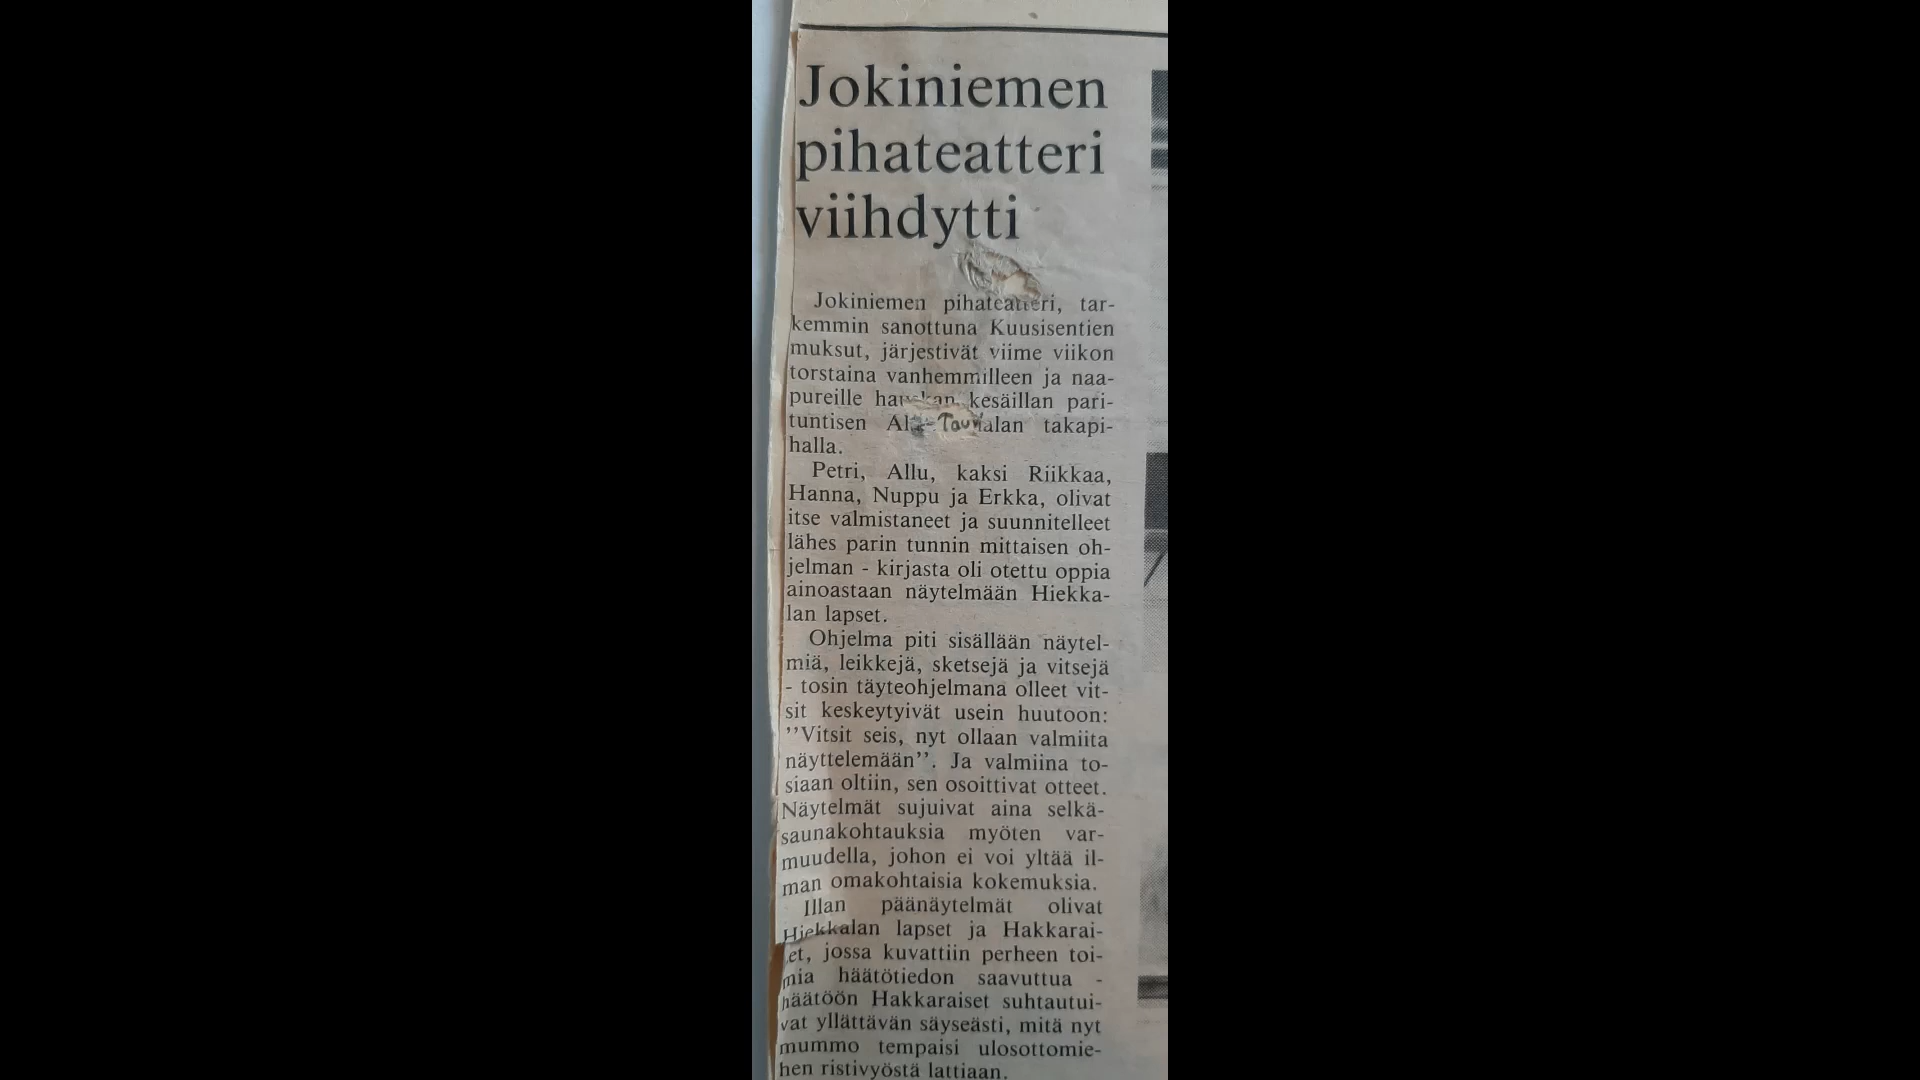 Jokiniemen
pihateatteri
viihdytti
Jokiniemen pihateatteri, tar-
kemmin sanottuna Kuusisentien
muksut, järjestivät viime viikon
torstaina vanhemmilleen ja naa-
pureille hauskan kesäillan pari-
tuntisen takapi-
halla.
Petri, Allu, kaksi Riikkaa,
Hanna, Nuppu ja Erkka, olivat
itse valmistaneet ja suunnitelleet
lähes parin tunnin mittaisen oh-
jelman - kirjasta oli otettu oppia
ainoastaan näytelmään Hiekka-
lan lapset.
Ohjelma piti sisällään näytel-
miä, leikkejä, sketsejä ja vitsejä
- tosin täyteohjelmana olleet vit-
sit keskeytyivät usein huutoon:
''Vitsit seis, nyt ollaan valmiita
näyttelemään''. Ja valmiina to-
siaan oltiin, sen osoittivat otteet.
Näytelmät sujuivat aina selkä-
saunakohtauksia myöten var-
muudella, johon ei voi yltää il-
man omakohtaisia kokemuksia.
Illan päänäytelmät olivat
Hiekkalan lapset ja Hakkarai-
et, jossa kuvattiin perheen toi-
mia häätötiedon saavuttua -
häätöön Hakkaraiset suhtautui-
vat yllättävän säyseästi, mitä nyt
mummo tempaisi ulosottomie-
hen ristivyöstä lattiaan.